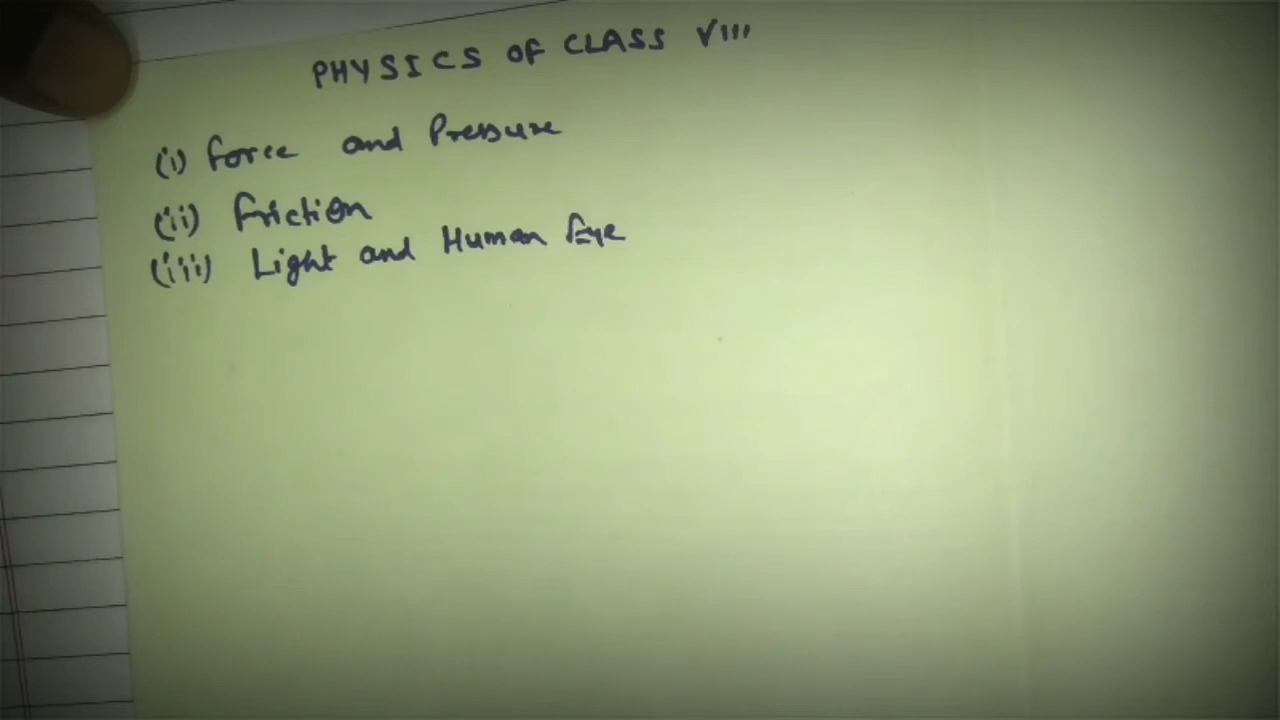 PHYSICS OF CLASS VIII
(i) Force and Pressure
(ii) Friction
(iii) Light and Human Eye